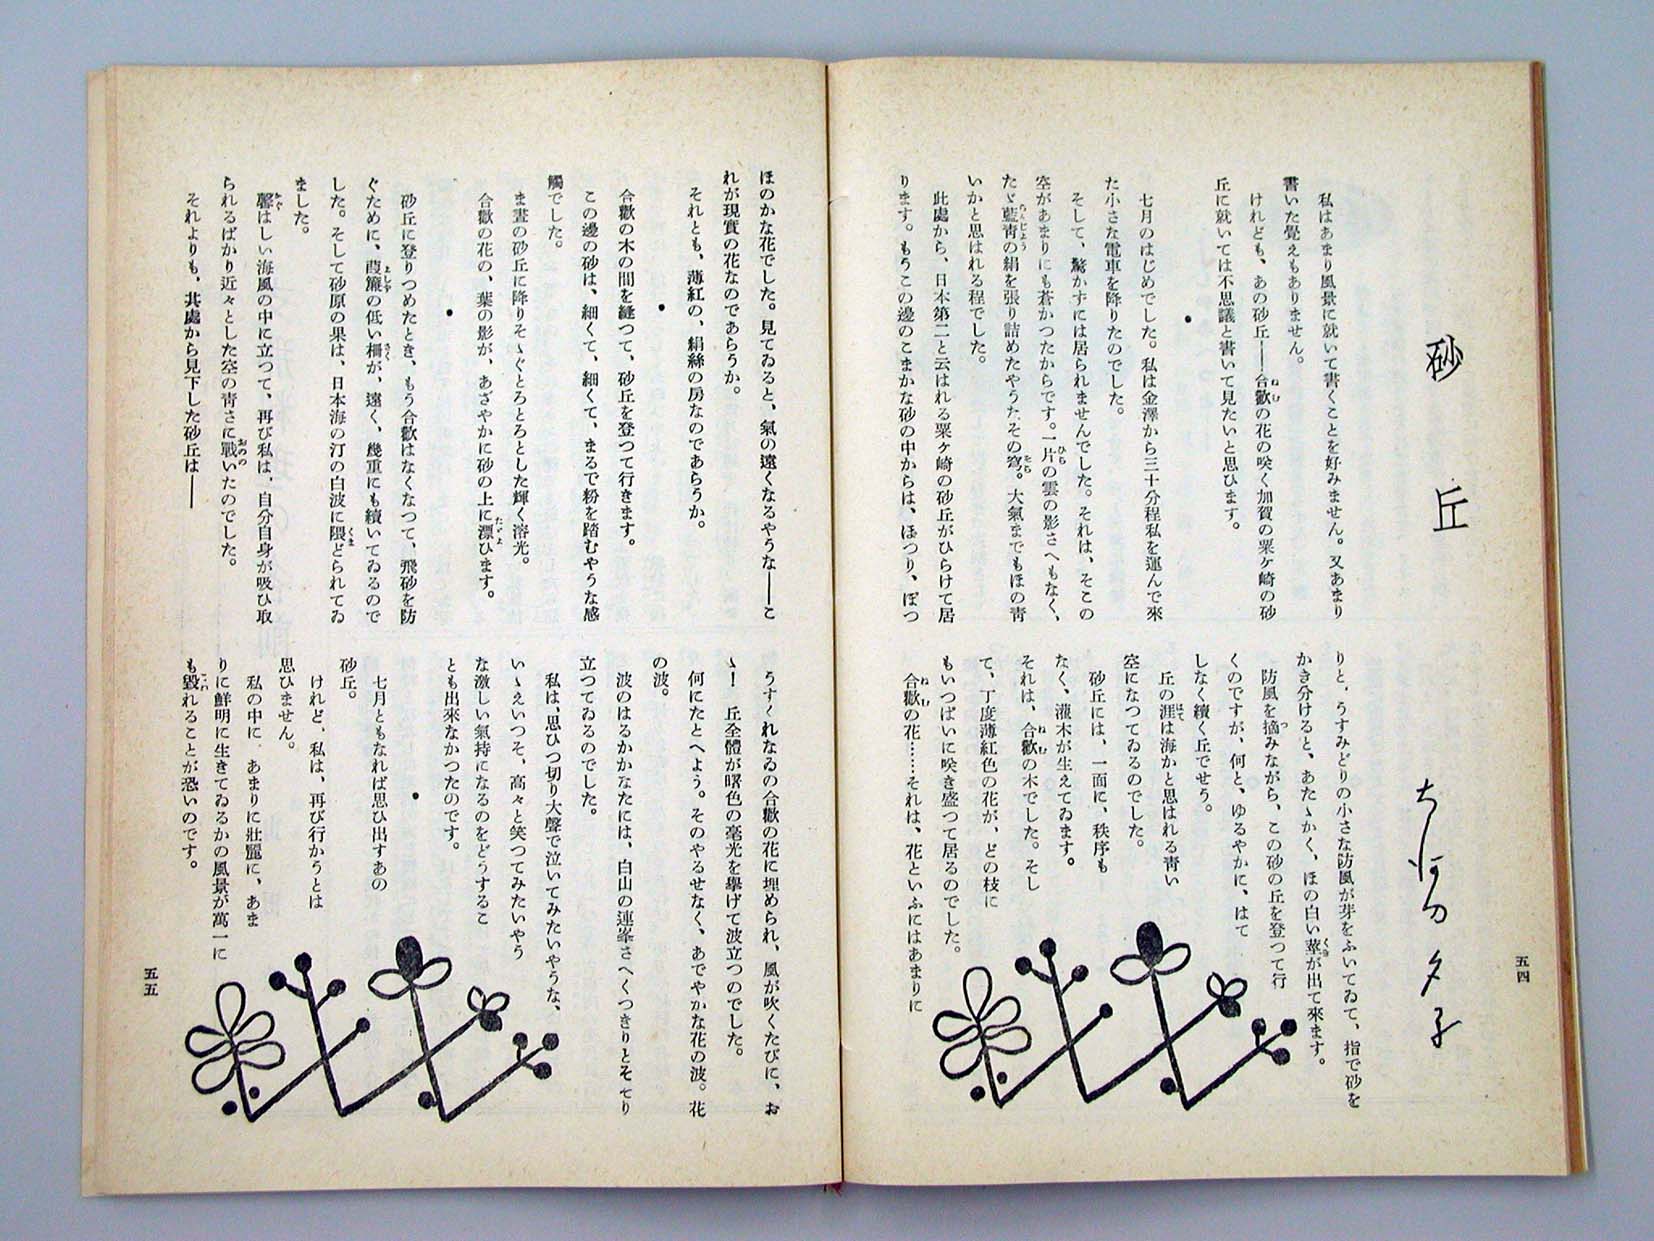 砂丘
夕子
私はあまり風景に就いて書くことを好みません。又あまり
書いた覺えもありません。
けれども、あの砂丘――合歡の花の咲く加賀の粟ヶ崎の砂
丘に就いては不思議と書いて見たいと思ひます。
●
七月のはじめでした。私は金澤から三十分程私を運んで來
た小さな電車を降りたのでした。
そして、驚かずには居られませんでした。それは、そこの
空があまりにも蒼かつたからです。一片の雲の影さへもなく、
たゞ藍靑の絹を張り詰めたやうたその穹。大氣までもほの靑
いかと思はれる程でした。
此處から、日本第二と云はれる粟ヶ崎の砂丘がひらけて居
ります。もうこの邊のこまかな砂の中からは、ほつり、ぽつ
りと、うすみどりの小さな防風が芽をふいてゐて、指で砂を
かき分けると、あたゝかく、ほの白い莖が出て來ます。
防風を摘みながら、この砂の丘を登つて行
くのですが、何と、ゆるやかに、はて
しなく續く丘でせう。
丘の涯は海かと思はれる靑い
空になつてゐるのでした。
砂丘には、一面に、秩序も
なく、灌木が生えてゐます。
それは、合歡の木でした。そし
て、丁度薄紅色の花が、どの枝に
もいつぱいに咲き盛つて居るのでした。
合歡の花……それは、花といふにはあまりに
五四
ほのかな花でした。見てゐると、氣の遠くなるやうな――こ
れが現實の花なのであらうか。
それとも、薄紅の、絹絲の房なのであらうか。
●
合歡の木の間を縫つて、砂丘を登つて行きます。
この邊の砂は、細くて、細くて、まるで粉を踏むやうな感
觸でした。
ま晝の砂丘に降りそゝぐとろとろとした輝く溶光。
合歡の花の、葉の影が、あざやかに砂の上に漂ひます。
●
砂丘に登りつめたとき、もう合歡はなくなつて、飛砂を防
ぐために、葭簾の低い柵が、遠く、幾重にも續いてゐるので
した。そして砂原の果は、日本海の汀の白波に隈どられてゐ
ました。
馨はしい海風の中に立つて、再び私は、自分自身が吸ひ取
られるばかり近々とした空の靑さに戰いたのでした。
それよりも、其處から見下した砂丘は――
うすくれなゐの合歡の花に埋められ、風が吹くたびに、お
ゝ！　丘全體が曙色の毫光を擧げて波立つのでした。
何にたとへよう。そのやるせなく、あでやかな花の波。花
の波。
波のはるかかなたには、白山の連峯さへくつきりとそそり
立つてゐるのでした。
私は、思ひつ切り大聲で泣いてみたいやうな、
いゝえいつそ、高々と笑つてみたいやう
な激しい氣持になるのをどうするこ
とも出來なかつたのです。
●
七月ともなれば思ひ出すあの
砂丘。
けれど、私は、再び行かうとは
思ひません。
私の中に、あまりに壯麗に、あま
りに鮮明に生きてゐるかの風景が萬一に
も毀れることが恐いのです。
五五